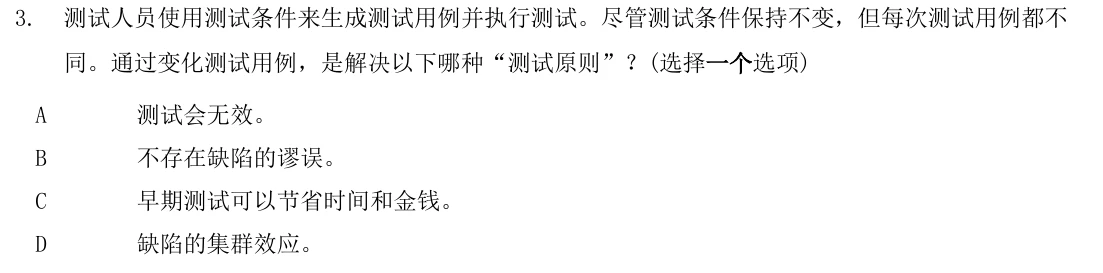 3. 测试人员使用测试条件来生成测试用例并执行测试。尽管测试条件保持不变，但每次测试用例都不
同。通过变化测试用例，是解决以下哪种“测试原则”？(选择一个选项)
A 测试会无效。
B 不存在缺陷的谬误。
C 早期测试可以节省时间和金钱。
D 缺陷的集群效应。